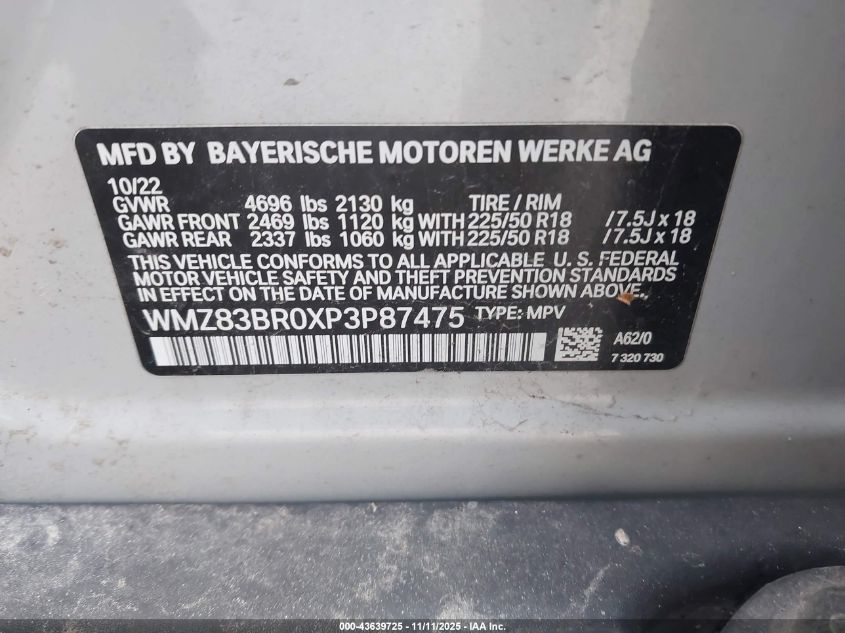 MFD BY BAYERISCHE MOTOREN WERKE AG
10/22
GVWR 4696 lbs 2130 kg TIRE / RIM
GAWR FRONT 2469 lbs 1120 kg WITH 225/50 R18 /7.5J x 18
GAWR REAR 2337 lbs 1060 kg WITH 225/50 R18 /7.5J x 18
THIS VEHICLE CONFORMS TO ALL APPLICABLE U. S. FEDERAL
MOTOR VEHICLE SAFETY AND THEFT PREVENTION STANDARDS
IN EFFECT ON THE DATE OF MANUFACTURE SHOWN ABOVE.
WMZ83BR0XP3P87475 TYPE: MPV
A62/0
7 320 730
000-43639725 - 11/11/2025 - IAA, Inc.